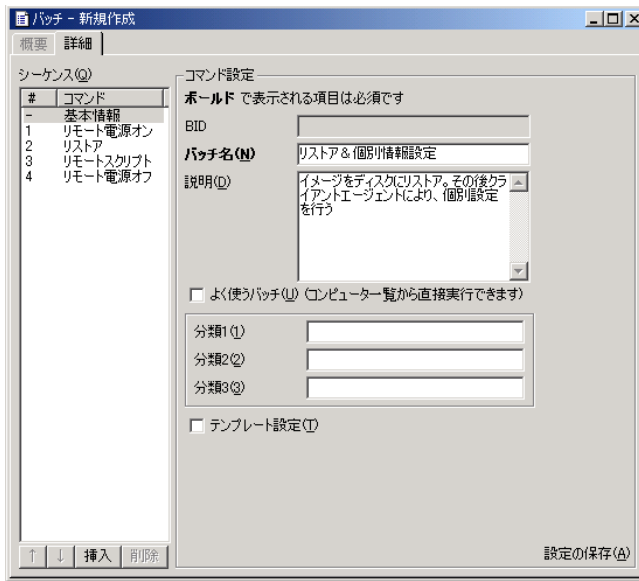 バッチ - 新規作成
概要 詳細
シーケンス(Q)
# コマンド
- 基本情報
1 リモート電源オン
2 リストア
3 リモートスクリプト
4 リモート電源オフ
↑ ↓ 挿入 削除
コマンド設定
ボールド で表示される項目は必須です
BID
バッチ名(N) リストア&個別情報設定
説明(D) イメージをディスクにリストア。その後クラ
イアントエージェントにより、個別設定
を行う
よく使うバッチ(U) (コンピューター覧から直接実行できます)
分類1(1)
分類2(2)
分類3(3)
テンプレート設定(T)
設定の保存(A)